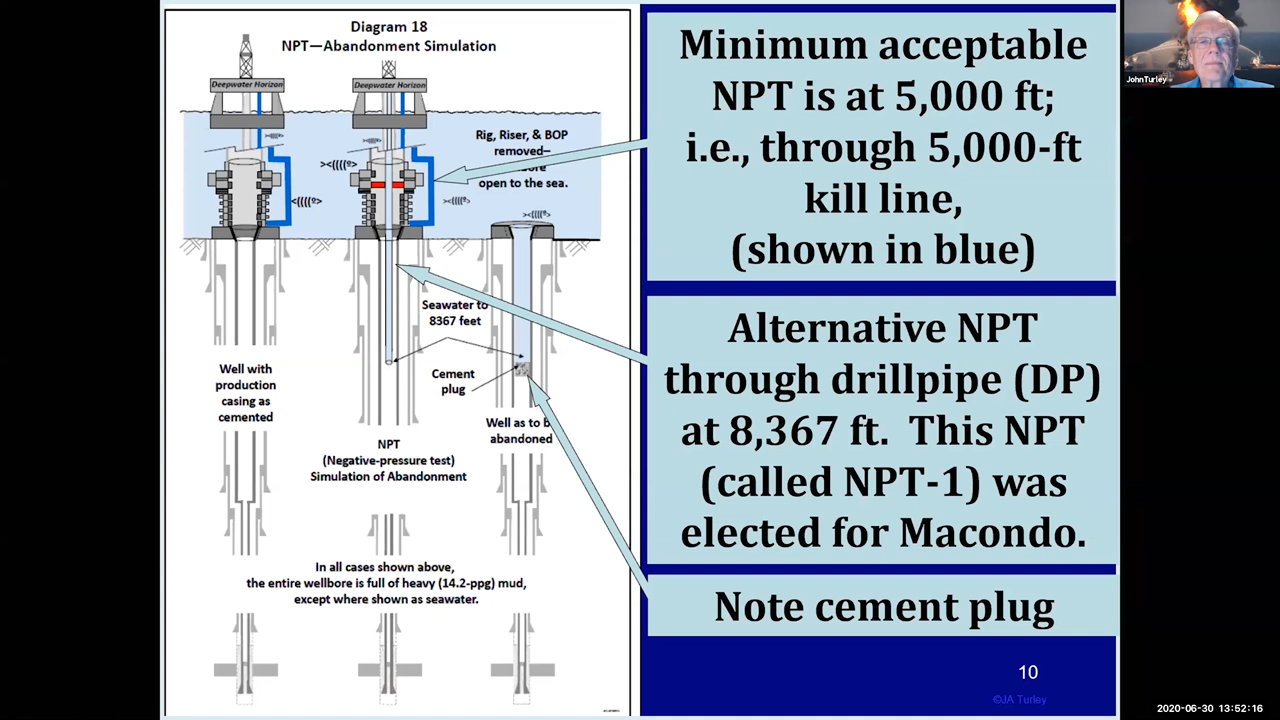 Diagram 18
NPT—Abandonment Simulation
Deepwater Horizon
Deepwater Horizon
Rig, Riser, & BOP
removed–
open to the sea.
Seawater to
8367 feet
Cement
plug
Well with
production
casing as
cemented
Well as to b
abandoned
NPT
(Negative-pressure test)
Simulation of Abandonment
In all cases shown above,
the entire wellbore is full of heavy (14.2-ppg) mud,
except where shown as seawater.
Minimum acceptable
NPT is at 5,000 ft;
i.e., through 5,000-ft
kill line,
(shown in blue)
Alternative NPT
through drillpipe (DP)
at 8,367 ft. This NPT
(called NPT-1) was
elected for Macondo.
Note cement plug
10
©JA Turley
JohnTurley
2020-06-30 13:52:16